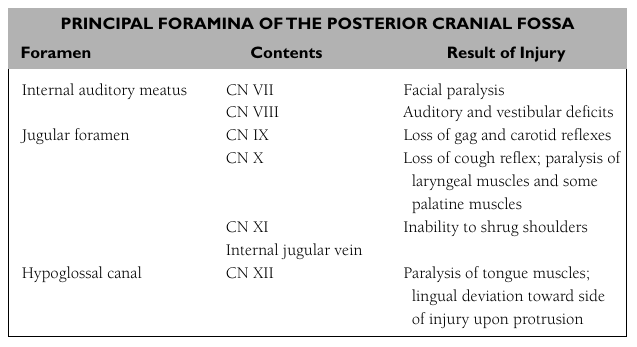 PRINCIPAL FORAMINA OF THE POSTERIOR CRANIAL FOSSA
Foramen Contents Result of Injury
Internal auditory meatus CN VII Facial paralysis
CN VIII Auditory and vestibular deficits
Jugular foramen CN IX Loss of gag and carotid reflexes
CN X Loss of cough reflex; paralysis of
laryngeal muscles and some
palatine muscles
CN XI Inability to shrug shoulders
Internal jugular vein
Hypoglossal canal CN XII Paralysis of tongue muscles;
lingual deviation toward side
of injury upon protrusion